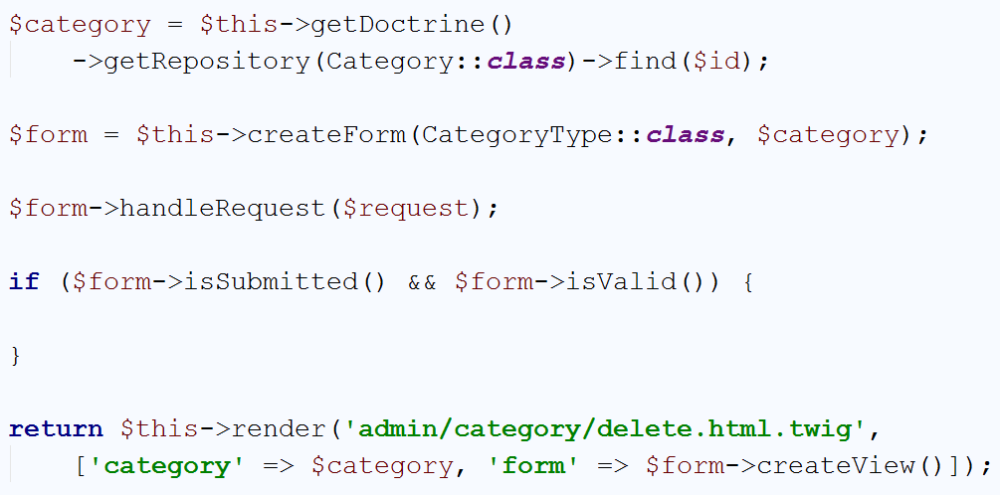 $category = $this->getDoctrine()
    ->getRepository(Category::class)->find($id);

$form = $this->createForm(CategoryType::class, $category);

$form->handleRequest($request);

if ($form->isSubmitted() && $form->isValid()) {

}

return $this->render('admin/category/delete.html.twig',
    ['category' => $category, 'form' => $form->createView()]);